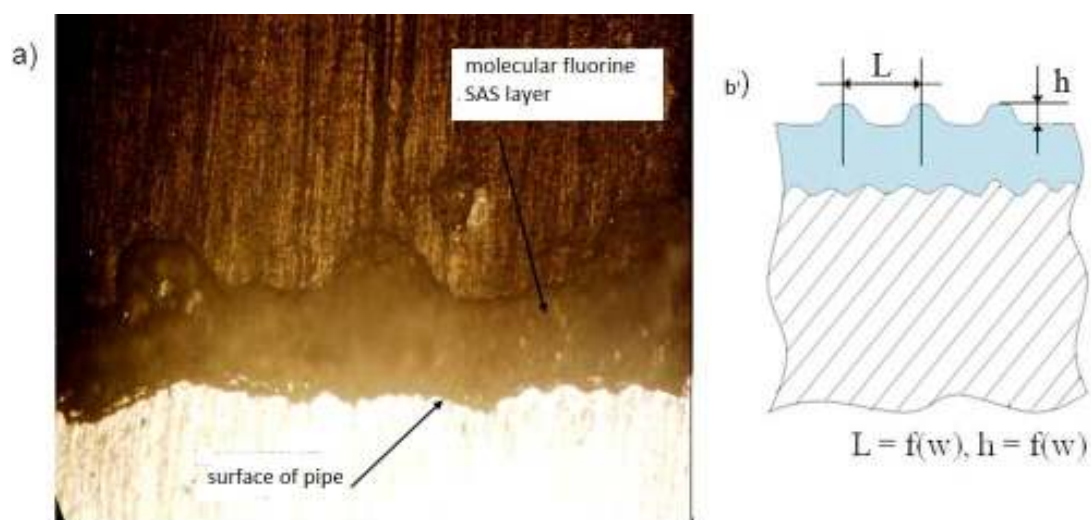 a)
molecular fluorine
SAS layer
surface of pipe
b')
L
h
L = f(w), h = f(w)